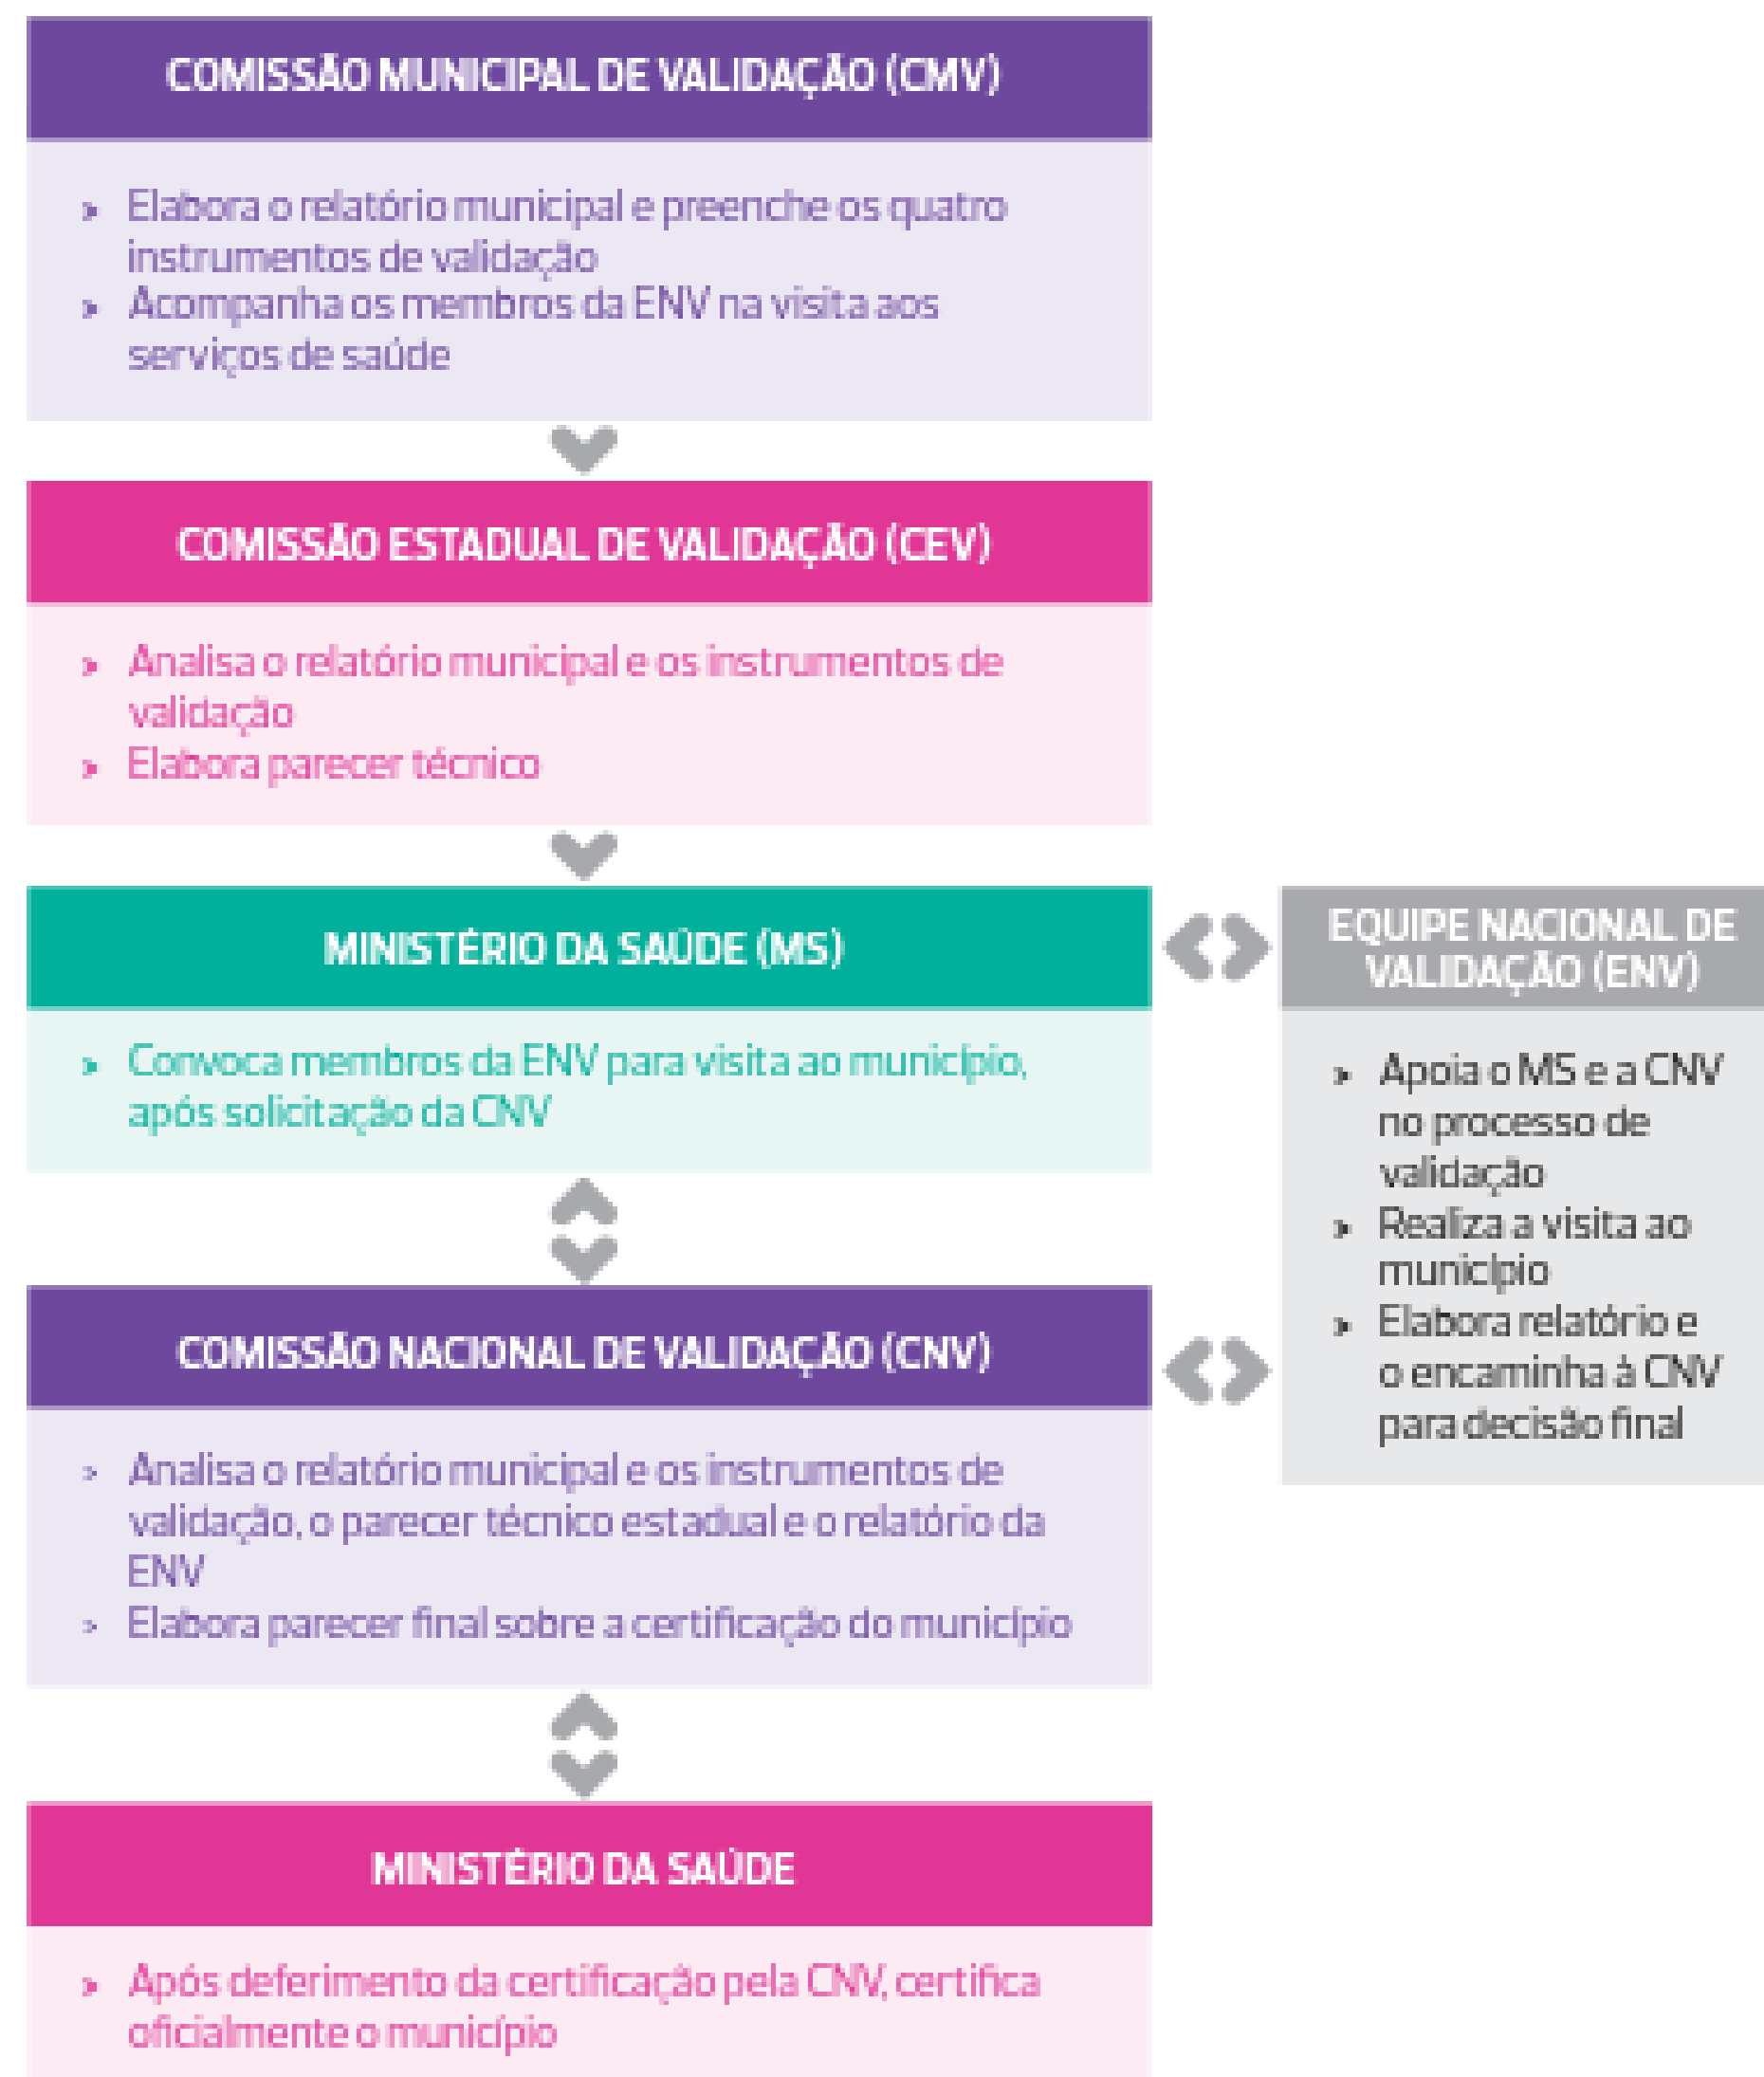 COMISSÃO MUNICIPAL DE VALIDAÇÃO (CMV)
» Elabora o relatório municipal e preenche os quatro
instrumentos de validação
» Acompanha os membros da ENV na visita aos
serviços de saúde
COMISSÃO ESTADUAL DE VALIDAÇÃO (CEV)
» Analisa o relatório municipal e os instrumentos de
validação
» Elabora parecer técnico
MINISTÉRIO DA SAÚDE (MS)
» Convoca membros da ENV para visita ao município,
após solicitação da CNV
EQUIPE NACIONAL DE
VALIDAÇÃO (ENV)
» Apoia o MS e a CNV
no processo de
validação
» Realiza a visita ao
município
» Elabora relatório e
o encaminha à CNV
para decisão final
COMISSÃO NACIONAL DE VALIDAÇÃO (CNV)
» Analisa o relatório municipal e os instrumentos de
validação, o parecer técnico estadual e o relatório da
ENV
» Elabora parecer final sobre a certificação do município
MINISTÉRIO DA SAÚDE
» Após deferimento da certificação pela CNV, certifica
oficialmente o município